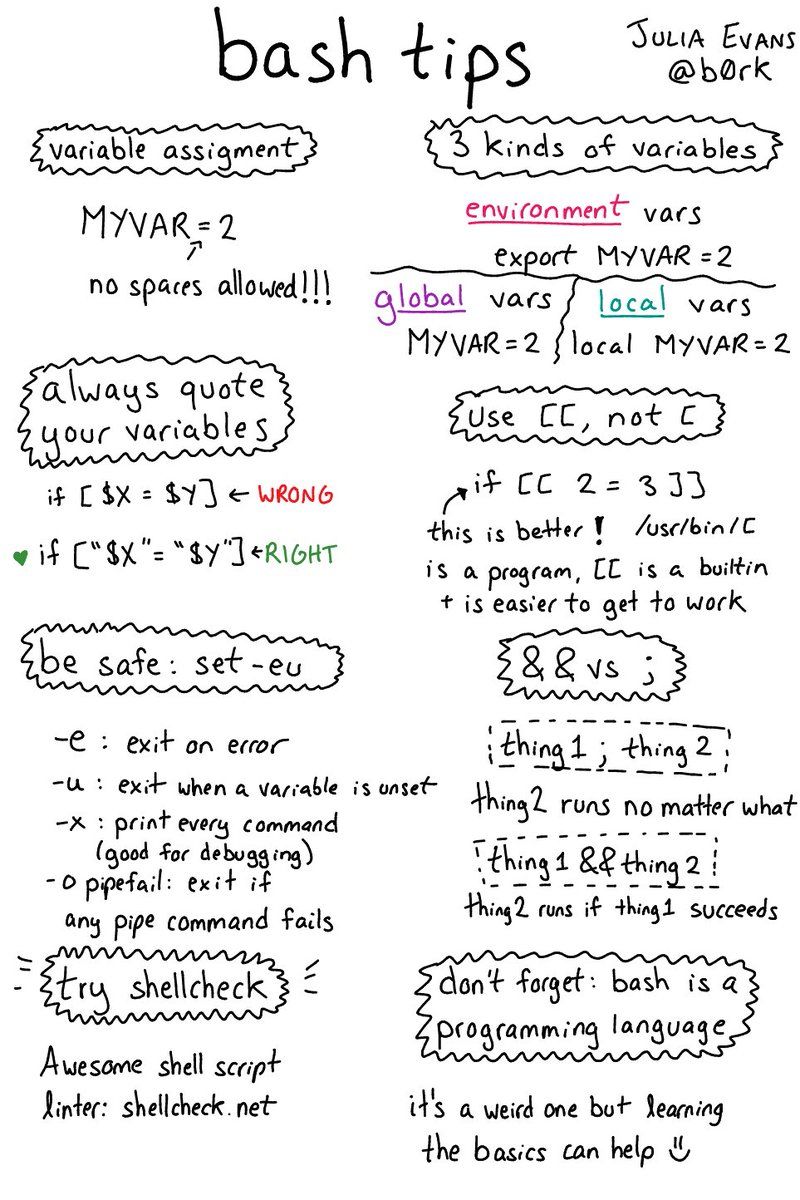 bash tips
JULIA EVANS
@b0rk
variable assigment
MYVAR=2
no spaces allowed!!!
3 kinds of variables
environment vars
export MYVAR=2
global vars
MYVAR=2
local vars
local MYVAR=2
always quote
your variables
if [ $X = $Y] ← WRONG
♥ if ["$X"= "$Y"] ← RIGHT
use [[, not [
if [[ 2 = 3 ]]
this is better! /usr/bin/[
is a program, [[ is a builtin
+ is easier to get to work
be safe: set -eu
-e : exit on error
-u : exit when a variable is unset
-x : print every command
(good for debugging)
-o pipefail: exit if
any pipe command fails
&& vs ;
thing1 ; thing2
thing2 runs no matter what
thing1 && thing2
thing2 runs if thing1 succeeds
try shellcheck
Awesome shell script
linter: shellcheck.net
don't forget: bash is a
programming language
it's a weird one but learning
the basics can help